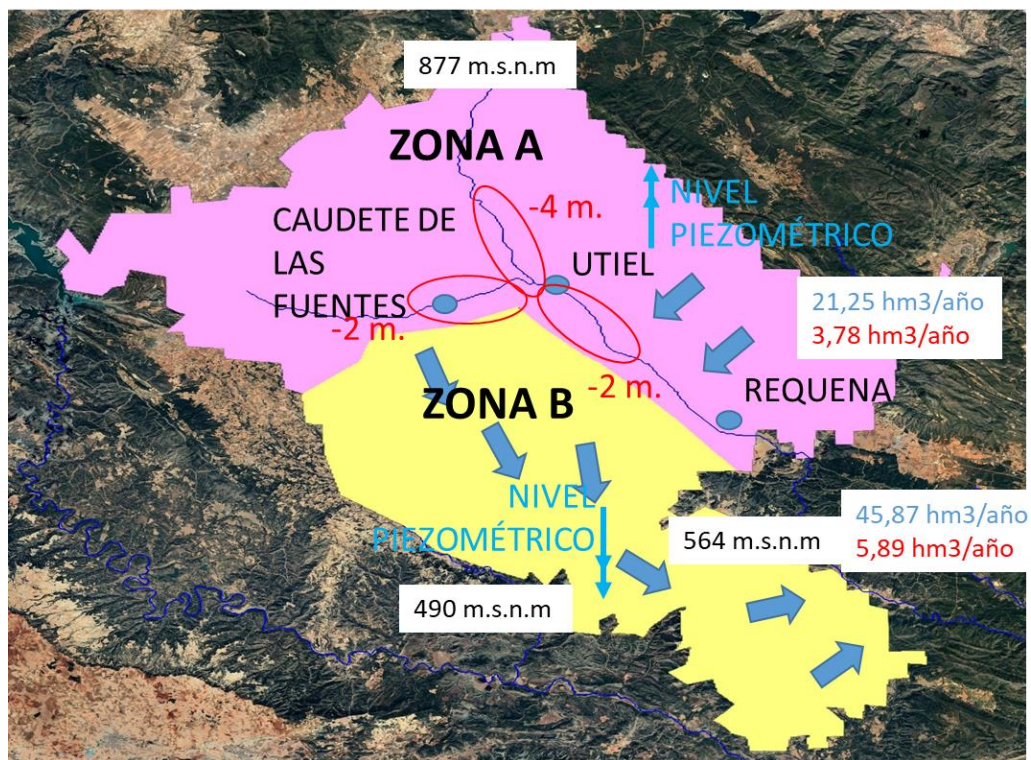 877 m.s.n.m
ZONA A
NIVEL
PIEZOMÉTRICO
-4 m.
CAUDETE DE
LAS
FUENTES
UTIEL
21,25 hm3/año
3,78 hm3/año
-2 m.
-2 m.
REQUENA
ZONA B
NIVEL
PIEZOMÉTRICO
45,87 hm3/año
5,89 hm3/año
564 m.s.n.m
490 m.s.n.m